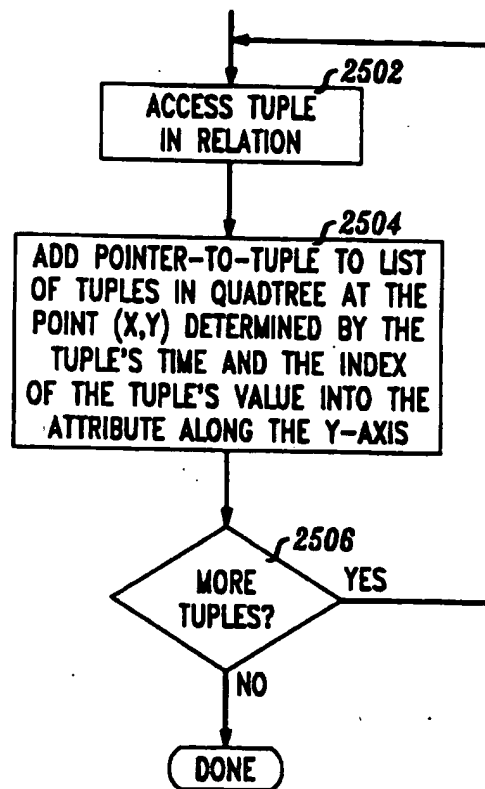 2502
ACCESS TUPLE
IN RELATION
2504
ADD POINTER-TO-TUPLE TO LIST
OF TUPLES IN QUADTREE AT THE
POINT (X,Y) DETERMINED BY THE
TUPLE'S TIME AND THE INDEX
OF THE TUPLE'S VALUE INTO THE
ATTRIBUTE ALONG THE Y-AXIS
2506
MORE
TUPLES?
YES
NO
DONE